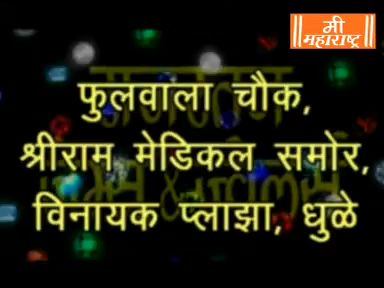 मी
महाराष्ट्र
फुलवाला चौक,
श्रीराम मेडिकल समोर,
विनायक प्लाझा, धुळे